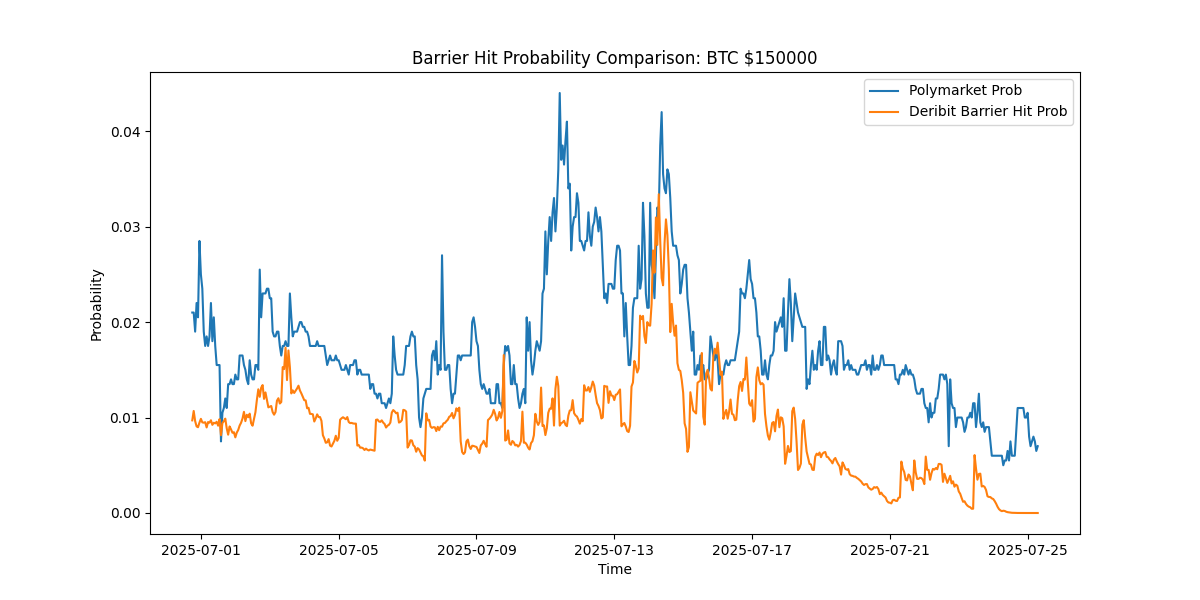 Barrier Hit Probability Comparison: BTC $150000
Polymarket Prob
Deribit Barrier Hit Prob
Probability
0.04
0.03
0.02
0.01
0.00
2025-07-01 2025-07-05 2025-07-09 2025-07-13 2025-07-17 2025-07-21 2025-07-25
Time